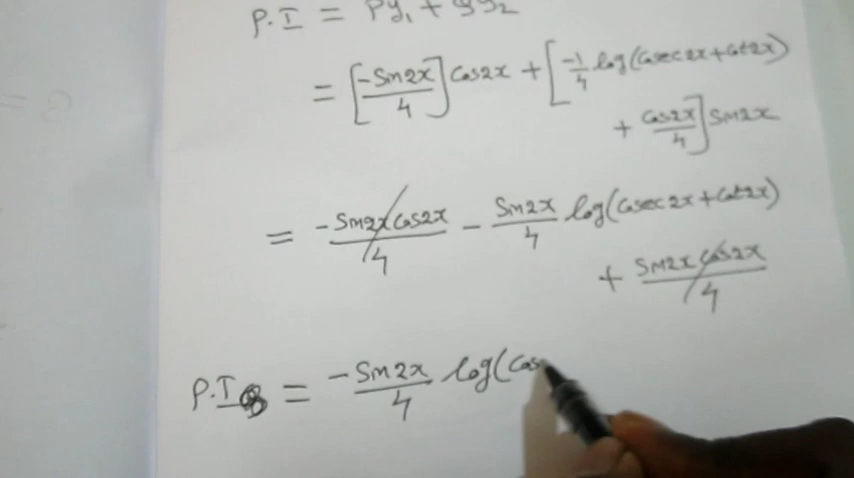 P.I = Py₁ + Qy₂
= [-Sin2x/4] Cos2x + [-1/4 log(Cosec2x+Cot2x)
+ Cos2x/4] Sin2x
= -Sin2x Cos2x/4 - Sin2x/4 log(Cosec2x+Cot2x)
+ Sin2x Cos2x/4
P.I = -Sin2x/4 log(Cos